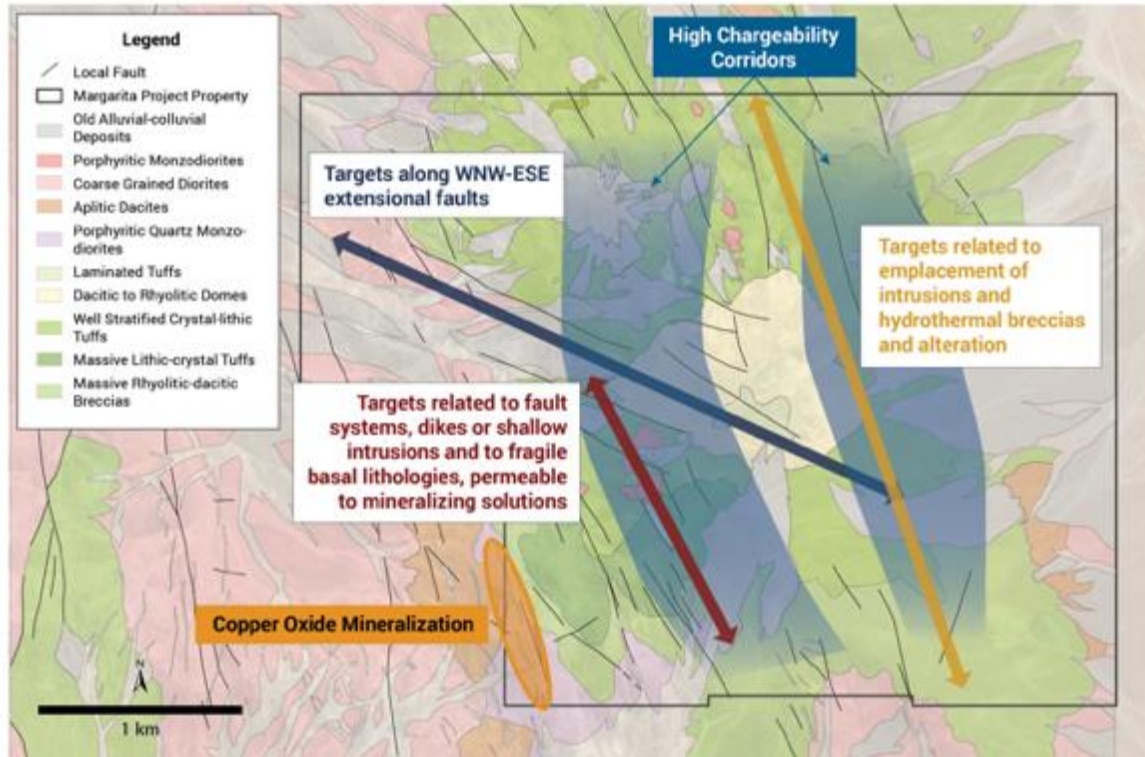 Legend
Local Fault
Margarita Project Property
Old Alluvial-colluvial
Deposits
Porphyritic Monzodiorites
Coarse Grained Diorites
Aplitic Dacites
Porphyritic Quartz Monzo-
diorites
Laminated Tuffs
Dacitic to Rhyolitic Domes
Well Stratified Crystal-lithic
Tuffs
Massive Lithic-crystal Tuffs
Massive Rhyolitic-dacitic
Breccias
High Chargeability
Corridors
Targets along WNW-ESE
extensional faults
Targets related to
emplacement of
intrusions and
hydrothermal breccias
and alteration
Targets related to fault
systems, dikes or shallow
intrusions and to fragile
basal lithologies, permeable
to mineralizing solutions
Copper Oxide Mineralization
N
1 km